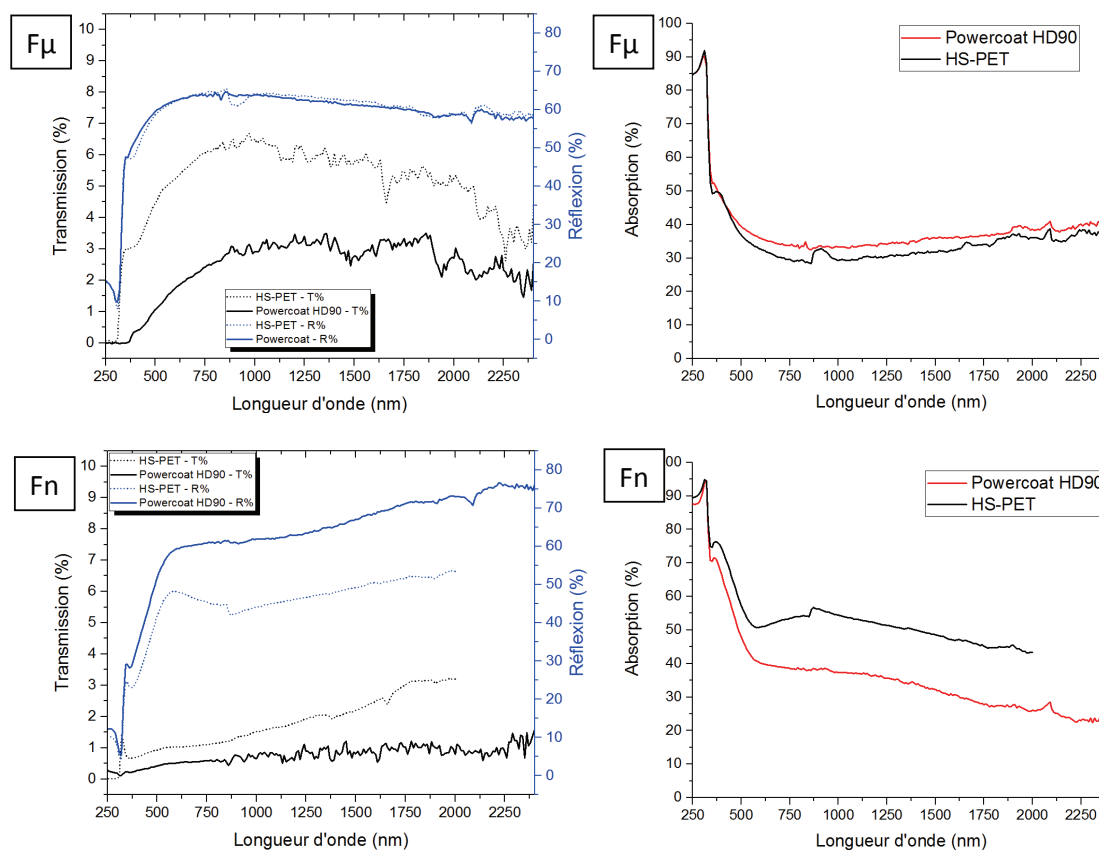 Fμ
Transmission (%)
10
9
8
7
6
5
4
3
2
1
0
HS-PET - T%
Powercoat HD90 - T%
HS-PET - R%
Powercoat - R%
250 500 750 1000 1250 1500 1750 2000 2250
Longueur d'onde (nm)
80
70
60
50
40
30
20
10
0
Réflexion (%)
Fμ
Absorption (%)
100
90
80
70
60
50
40
30
20
10
0
Powercoat HD90
HS-PET
250 500 750 1000 1250 1500 1750 2000 2250
Longueur d'onde (nm)
Fn
Transmission (%)
10
9
8
7
6
5
4
3
2
1
0
HS-PET - T%
Powercoat HD90 - T%
HS-PET - R%
Powercoat HD90 - R%
250 500 750 1000 1250 1500 1750 2000 2250
Longueur d'onde (nm)
80
70
60
50
40
30
20
10
0
Réflexion (%)
Fn
Absorption (%)
100
90
80
70
60
50
40
30
20
10
0
Powercoat HD90
HS-PET
250 500 750 1000 1250 1500 1750 2000 2250
Longueur d'onde (nm)